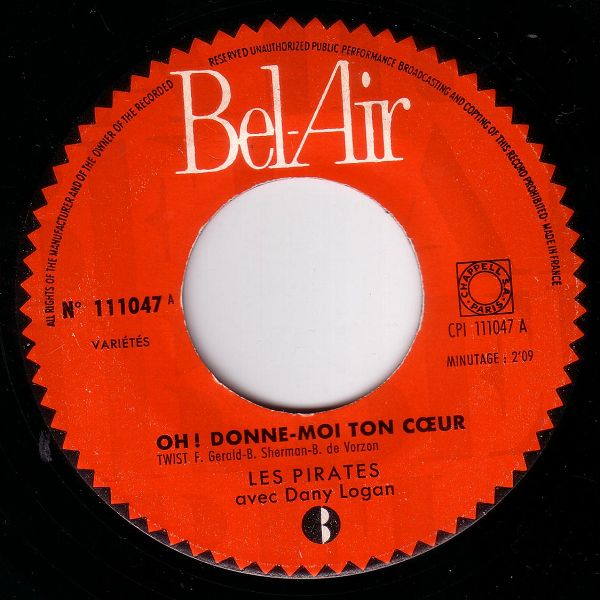 ALL RIGHTS OF THE MANUFACTURER AND OF THE OWNER OF THE RECORDED RESERVED UNAUTHORIZED PUBLIC PERFORMANCE BROADCASTING AND COPYING OF THIS RECORD PROHIBITED·MADE IN FRANCE
Bel-Air
N° 111047 A
VARIÉTÉS
CHAPPELL S.A.
PARIS
CPI 111047 A
MINUTAGE : 2'09
OH ! DONNE-MOI TON CŒUR
TWIST F. Gerald-B. Sherman-B. de Vorzon
LES PIRATES
avec Dany Logan
B